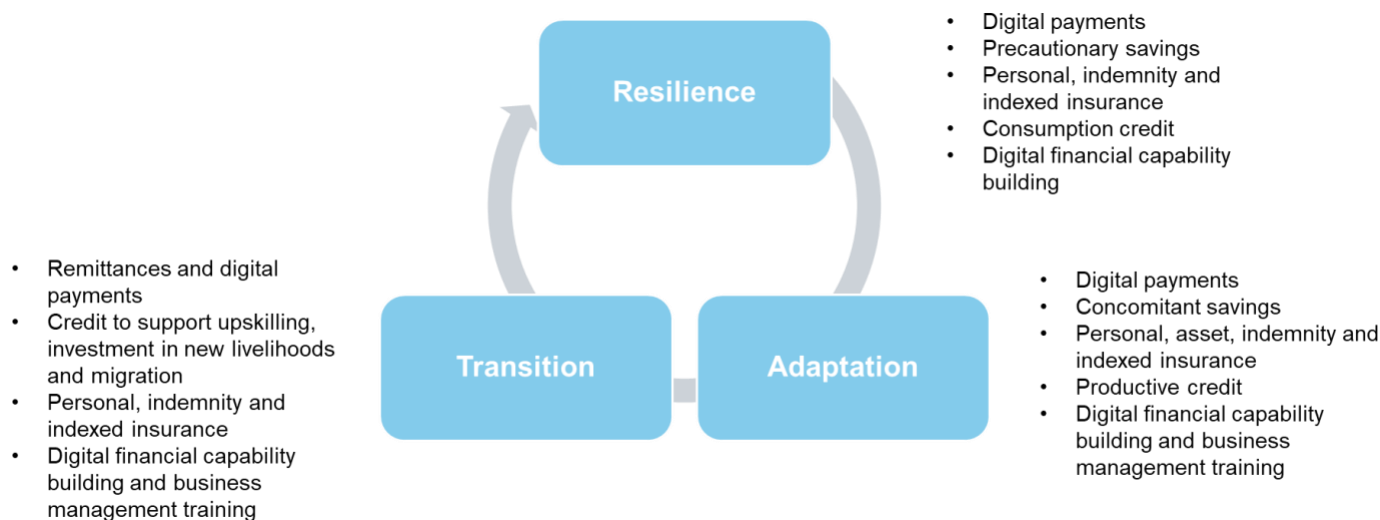 Resilience
• Digital payments
• Precautionary savings
• Personal, indemnity and
indexed insurance
• Consumption credit
• Digital financial capability
building
Adaptation
• Digital payments
• Concomitant savings
• Personal, asset, indemnity and
indexed insurance
• Productive credit
• Digital financial capability
building and business
management training
Transition
• Remittances and digital
payments
• Credit to support upskilling,
investment in new livelihoods
and migration
• Personal, indemnity and
indexed insurance
• Digital financial capability
building and business
management training